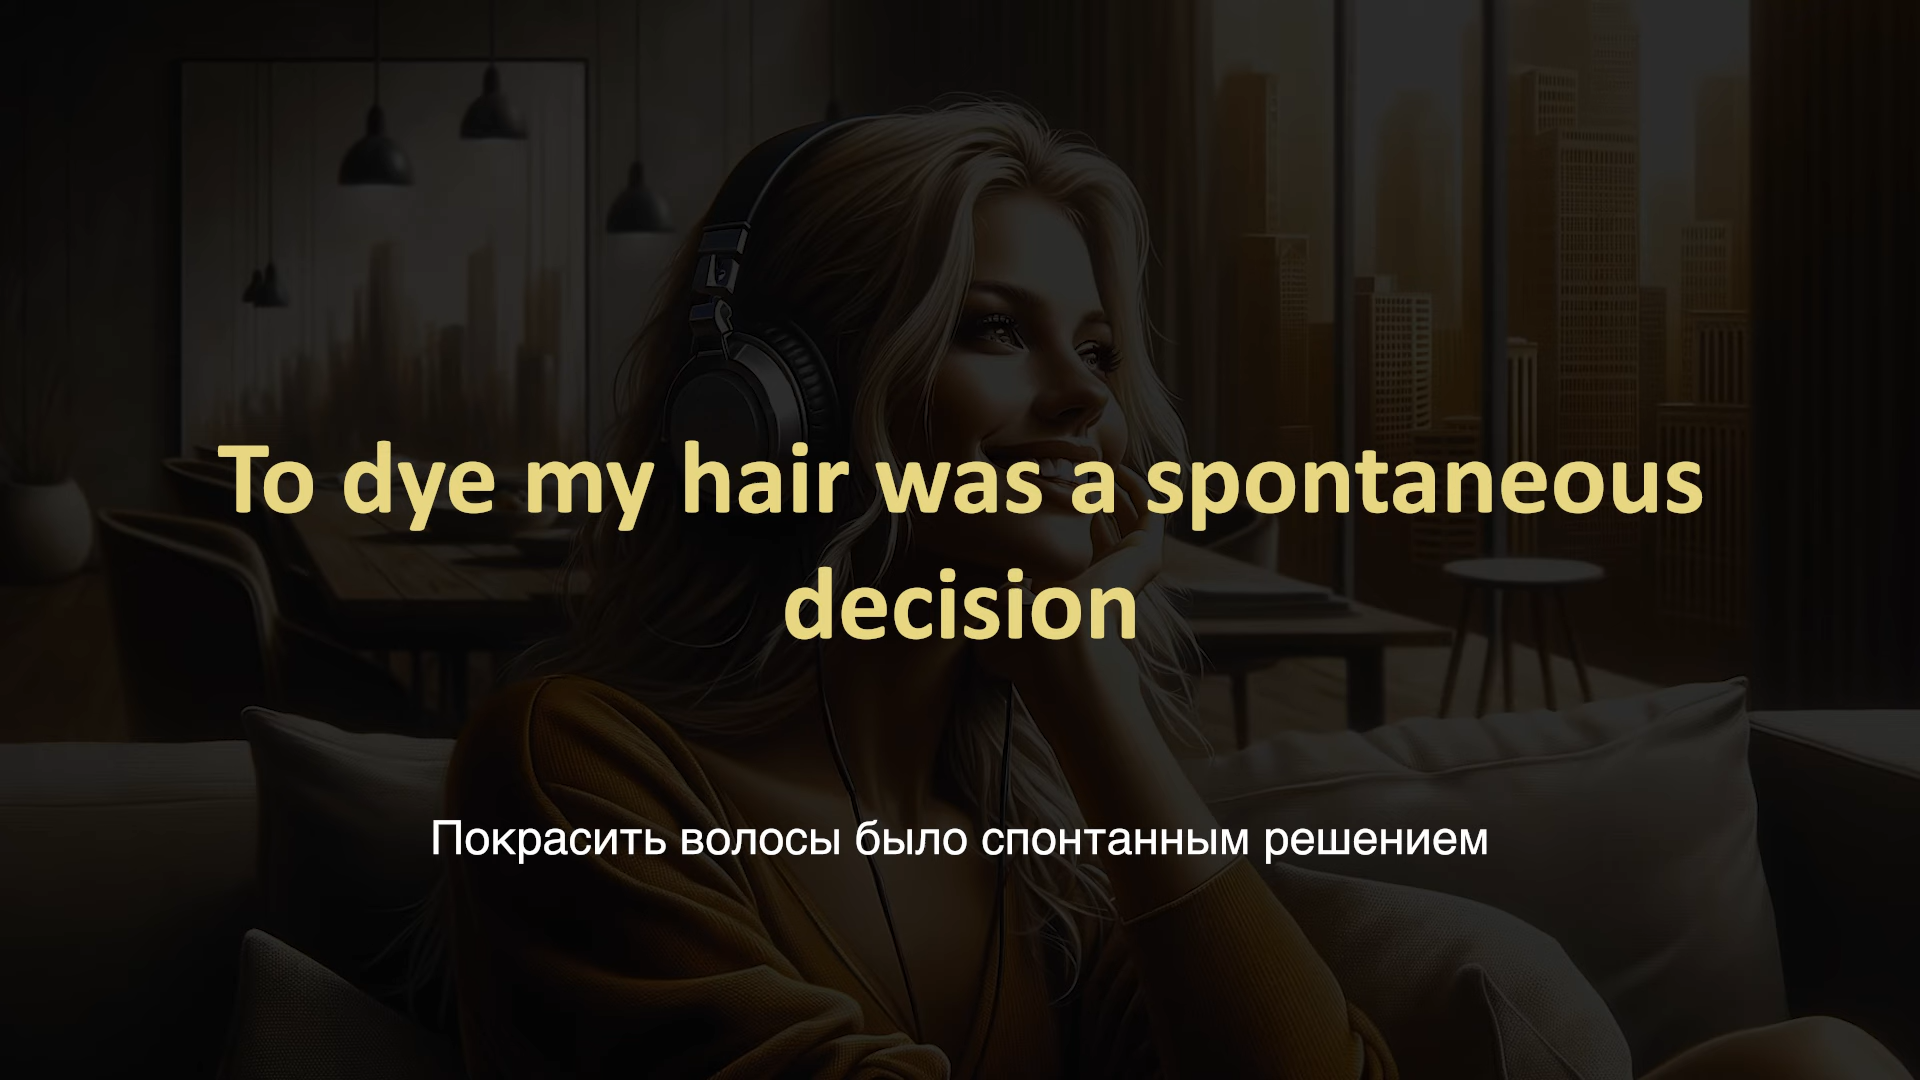 To dye my hair was a spontaneous
decision
Покрасить волосы было спонтанным решением